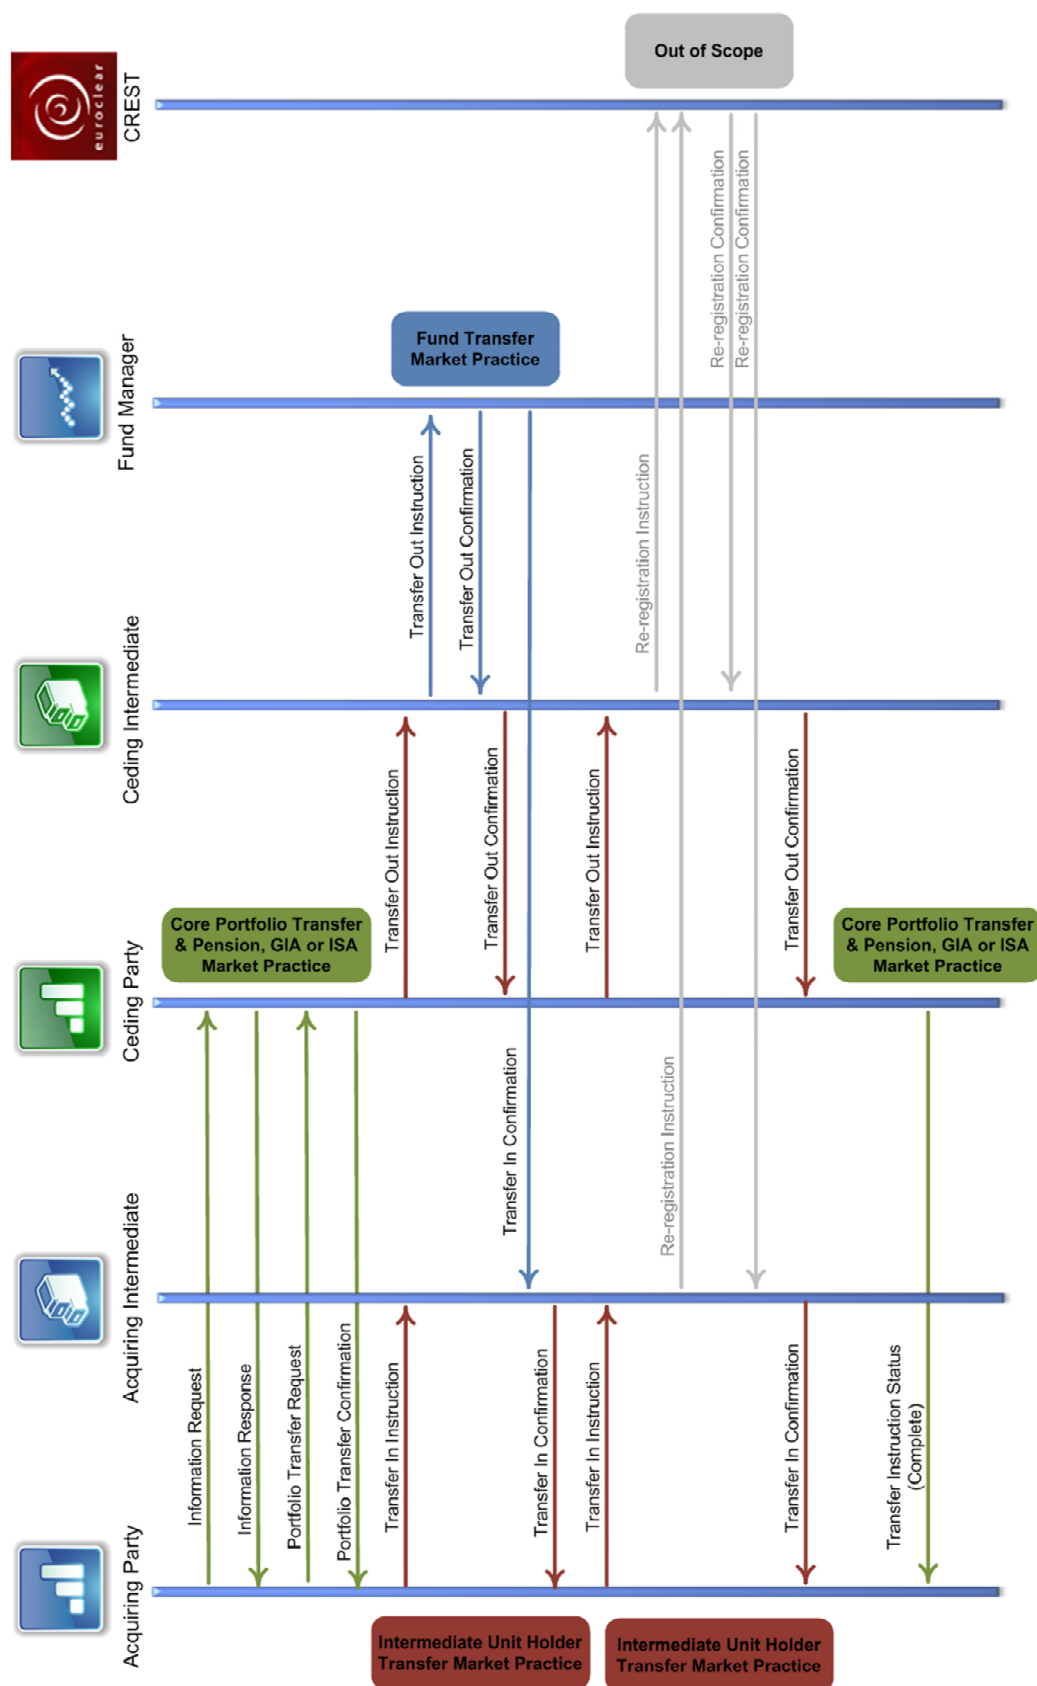 Out of Scope
euroclear
CREST
Re-registration Confirmation
Re-registration Confirmation
Fund Transfer
Market Practice
Fund Manager
Transfer Out Instruction
Transfer Out Confirmation
Re-registration Instruction
Ceding Intermediate
Transfer Out Instruction
Transfer Out Confirmation
Transfer Out Instruction
Transfer Out Confirmation
Core Portfolio Transfer
& Pension, GIA or ISA
Market Practice
Core Portfolio Transfer
& Pension, GIA or ISA
Market Practice
Ceding Party
Transfer In Confirmation
Re-registration Instruction
Acquiring Intermediate
Information Request
Information Response
Portfolio Transfer Request
Portfolio Transfer Confirmation
Transfer In Instruction
Transfer In Confirmation
Transfer In Instruction
Transfer In Confirmation
Transfer Instruction Status
(Complete)
Acquiring Party
Intermediate Unit Holder
Transfer Market Practice
Intermediate Unit Holder
Transfer Market Practice